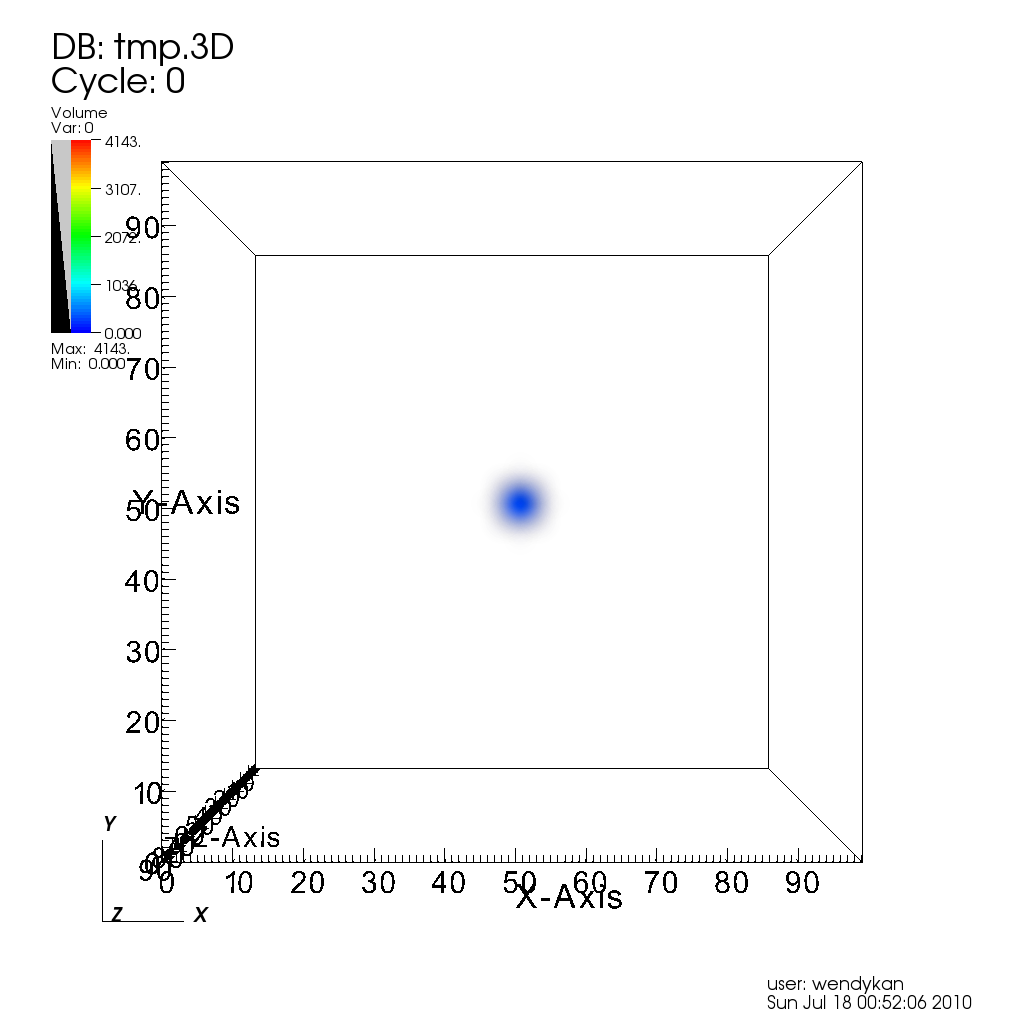 DB: tmp.3D
Cycle: 0
Volume
Var: 0
4143.
3107.
2072.
1036.
0.000
Max: 4143.
Min: 0.000
90
80
70
60
50
40
30
20
10
Y-Axis
Z-Axis
0 10 20 30 40 50 60 70 80 90
X-Axis
Y
Z X
user: wendykan
Sun Jul 18 00:52:06 2010